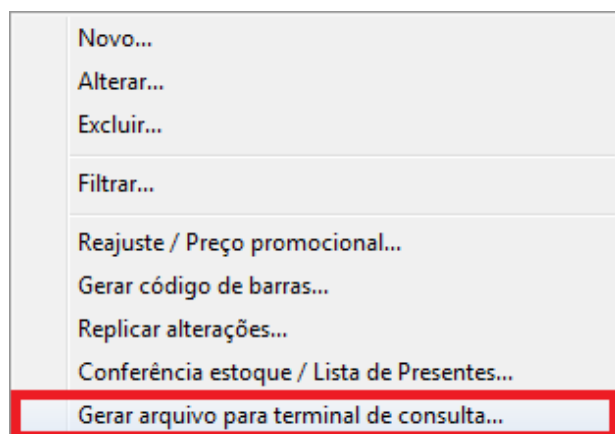 Novo...
Alterar...
Excluir...
Filtrar...
Reajuste / Preço promocional...
Gerar código de barras...
Replicar alterações...
Conferência estoque / Lista de Presentes...
Gerar arquivo para terminal de consulta...